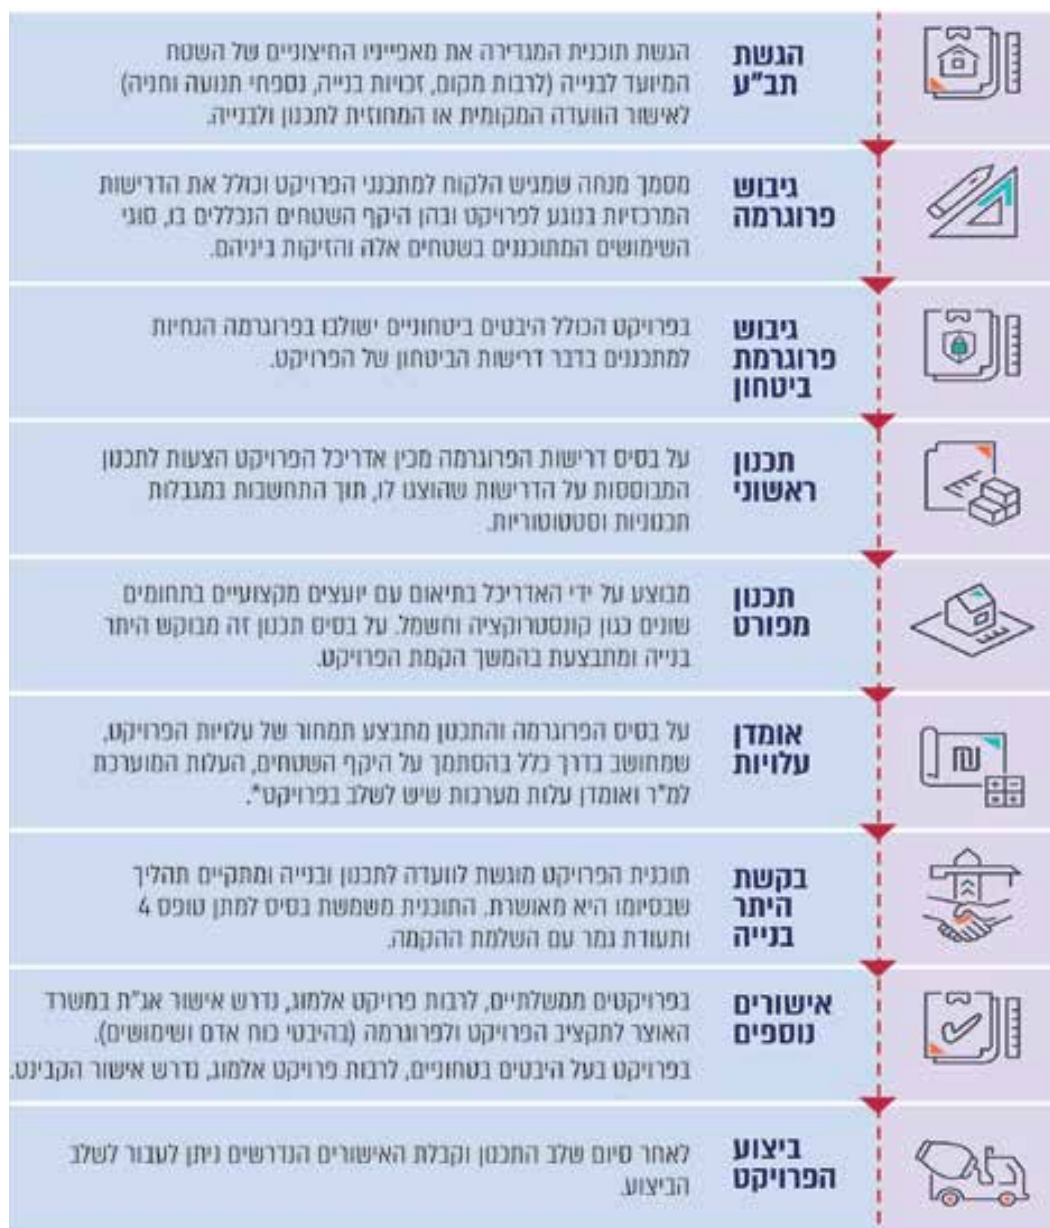 הגשת
תב"ע
הגשת תוכנית המגדירה את מאפייניו החיצוניים של השטח
המיועד לבנייה (לרבות מקום, זכויות בנייה, נספחי תנועה וחניה)
לאישור הוועדה המקומית או המחוזית לתכנון ולבנייה.
גיבוש
פרוגרמה
מסמך מנחה שמגיש הלקוח למתכנני הפרויקט וכולל את הדרישות
המרכזיות בנוגע לפרויקט ובהן היקף השטחים הנכללים בו, סוגי
השימושים המתוכננים בשטחים אלה והזיקות ביניהם.
גיבוש
פרוגרמת
ביטחון
בפרויקט הכולל היבטים ביטחוניים ישולבו בפרוגרמה הנחיות
למתכננים בדבר דרישות הביטחון של הפרויקט.
תכנון
ראשוני
על בסיס דרישות הפרוגרמה מכין אדריכל הפרויקט הצעות לתכנון
המבוססות על הדרישות שהוצגו לו, תוך התחשבות במגבלות
תכנוניות וסטטוטוריות.
תכנון
מפורט
מבוצע על ידי האדריכל בתיאום עם יועצים מקצועיים בתחומים
שונים כגון קונסטרוקציה וחשמל. על בסיס תכנון זה מבוקש היתר
בנייה ומתבצעת בהמשך הקמת הפרויקט.
אומדן
עלויות
על בסיס הפרוגרמה והתכנון מתבצע תמחור של עלויות הפרויקט,
שמחושב בדרך כלל בהסתמך על היקף השטחים, העלות המוערכת
למ"ר ואומדן עלות מערכות שיש לשלב בפרויקט*.
₪
בקשת
היתר
בנייה
תוכנית הפרויקט מוגשת לוועדה לתכנון ובנייה ומתקיים תהליך
שבסיומו היא מאושרת. התוכנית משמשת בסיס למתן טופס 4
ותעודת גמר עם השלמת ההקמה.
אישורים
נוספים
בפרויקטים ממשלתיים, לרבות פרויקט אלמוג, נדרש אישור אג"ת במשרד
האוצר לתקציב הפרויקט ולפרוגרמה (בהיבטי כוח אדם ושימושים).
בפרויקט בעל היבטים בטחוניים, לרבות פרויקט אלמוג, נדרש אישור הקבינט.
ביצוע
הפרויקט
לאחר סיום שלב התכנון וקבלת האישורים הנדרשים ניתן לעבור לשלב
הביצוע.